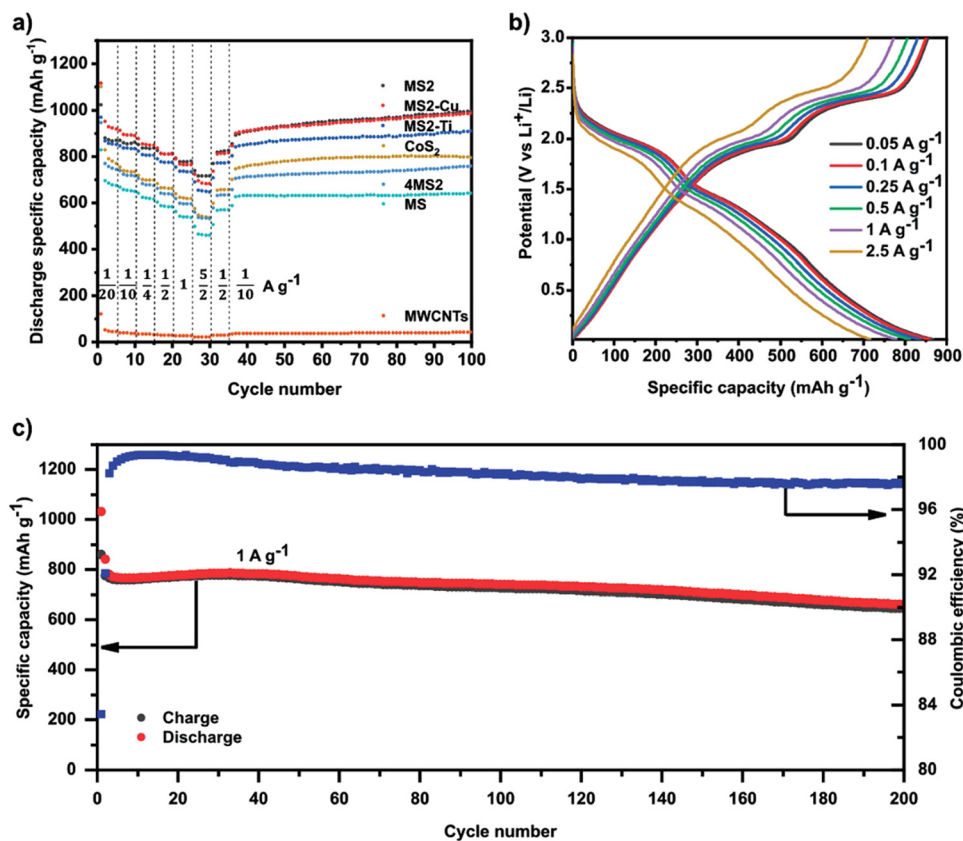 a)
Discharge specific capacity (mAh g⁻¹)
1200
1000
800
600
400
200
0
MS2
MS2-Cu
MS2-Ti
CoS₂
4MS2
MS
1/20 1/10 1/4 1/2 1 5/2 1/2 1/10 A g⁻¹
MWCNTs
0 10 20 30 40 50 60 70 80 90 100
Cycle number
b)
Potential (V vs Li⁺/Li)
3.0
2.5
2.0
1.5
1.0
0.5
0.05 A g⁻¹
0.1 A g⁻¹
0.25 A g⁻¹
0.5 A g⁻¹
1 A g⁻¹
2.5 A g⁻¹
0 100 200 300 400 500 600 700 800 900
Specific capacity (mAh g⁻¹)
c)
Specific capacity (mAh g⁻¹)
1200
1000
800
600
400
200
0
1 A g⁻¹
Charge
Discharge
100
96
92
88
84
80
Coulombic efficiency (%)
0 20 40 60 80 100 120 140 160 180 200
Cycle number